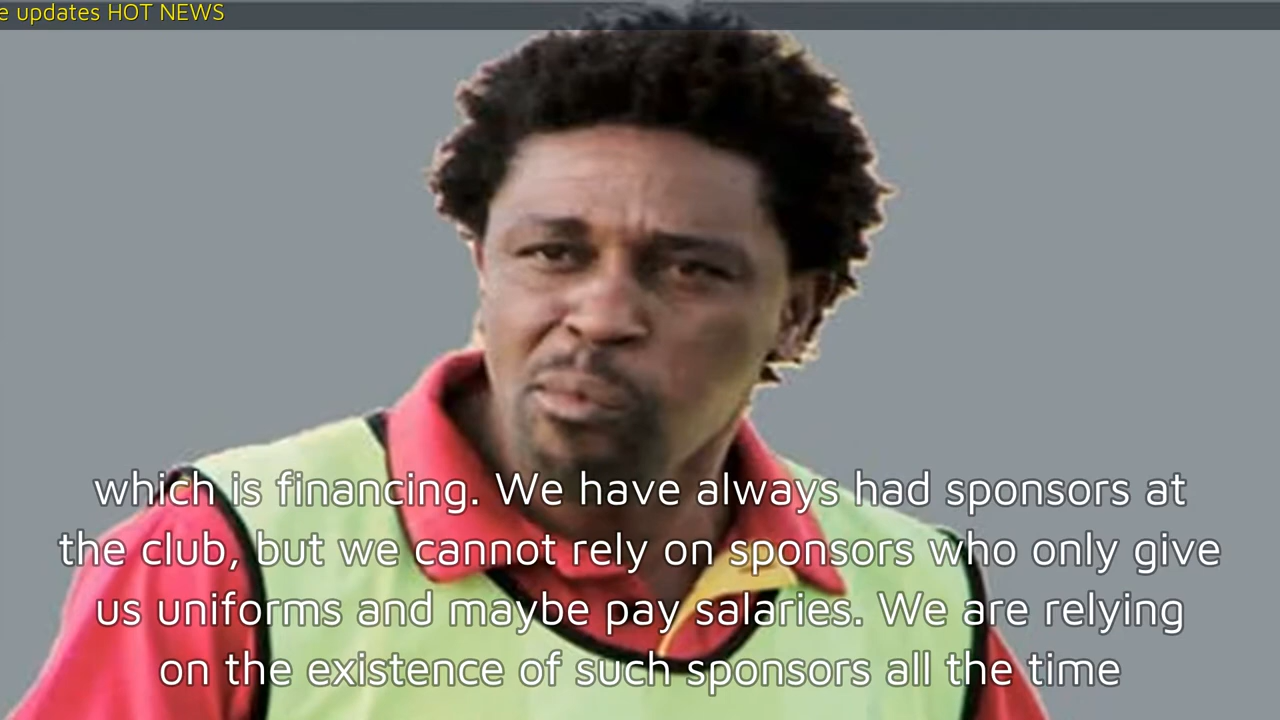 e updates HOT NEWS
which is financing. We have always had sponsors at
the club, but we cannot rely on sponsors who only give
us uniforms and maybe pay salaries. We are relying
on the existence of such sponsors all the time